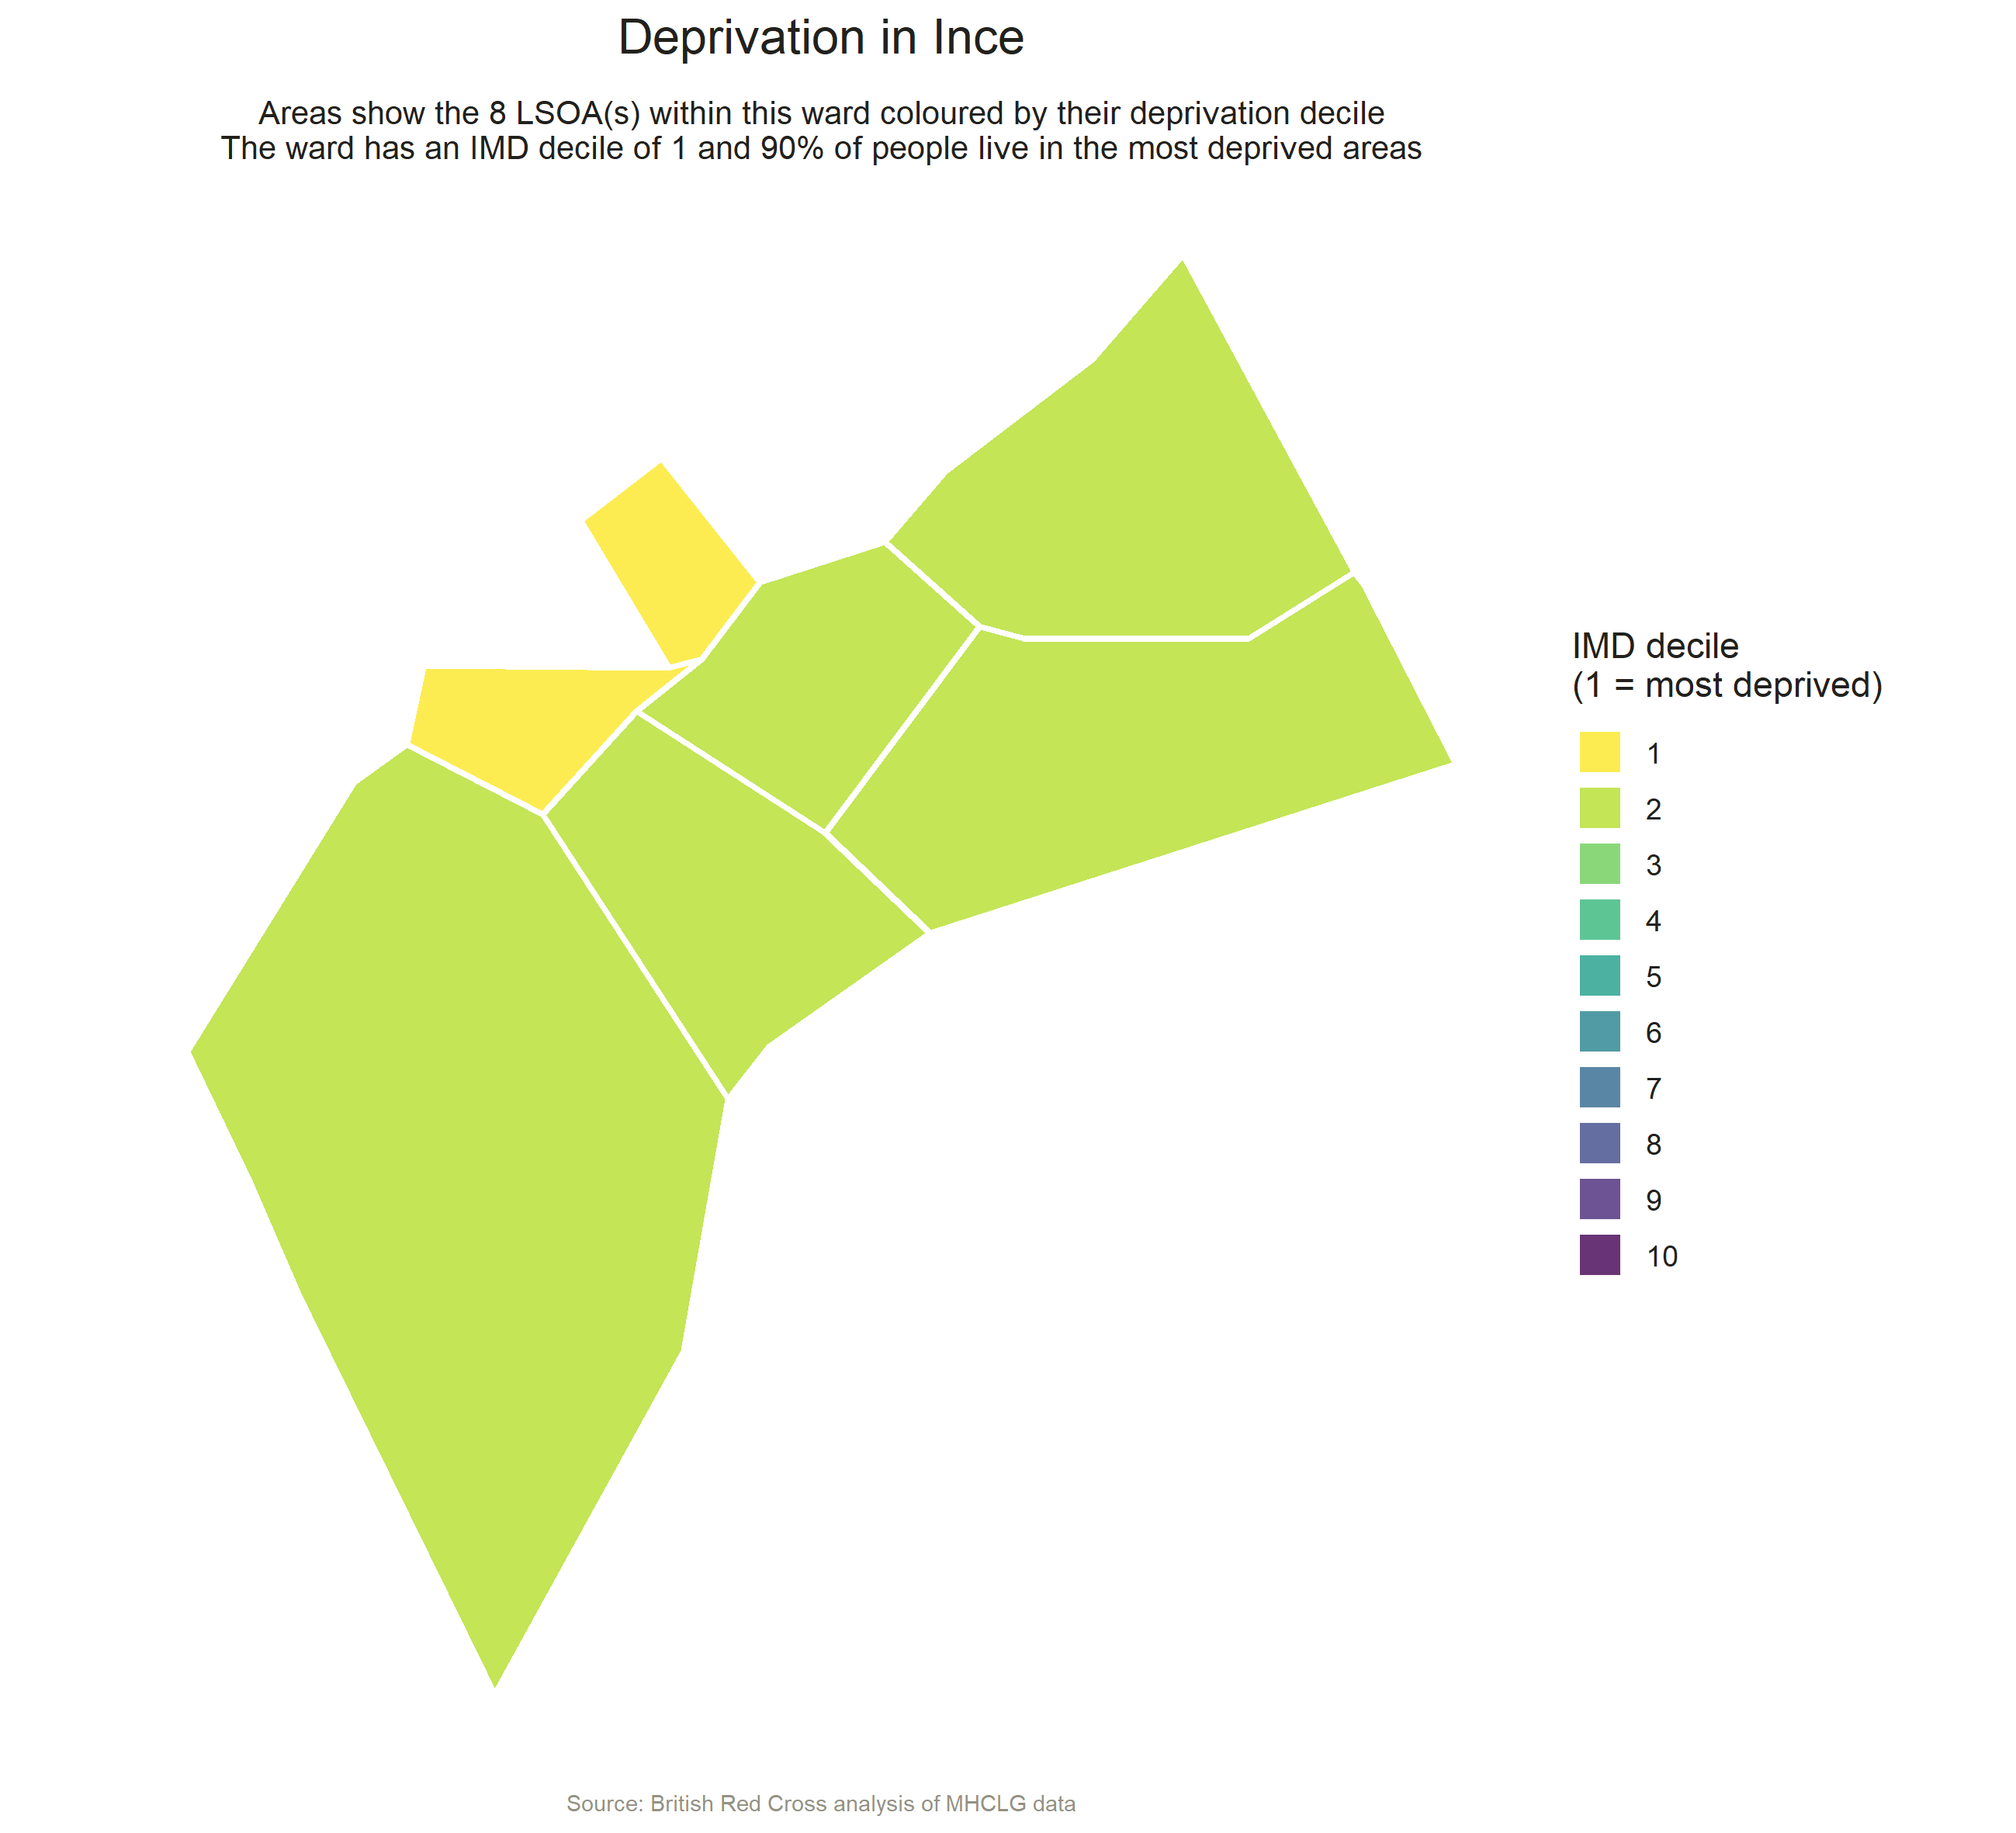 Deprivation in Ince
Areas show the 8 LSOA(s) within this ward coloured by their deprivation decile
The ward has an IMD decile of 1 and 90% of people live in the most deprived areas
IMD decile
(1 = most deprived)
1
2
3
4
5
6
7
8
9
10
Source: British Red Cross analysis of MHCLG data